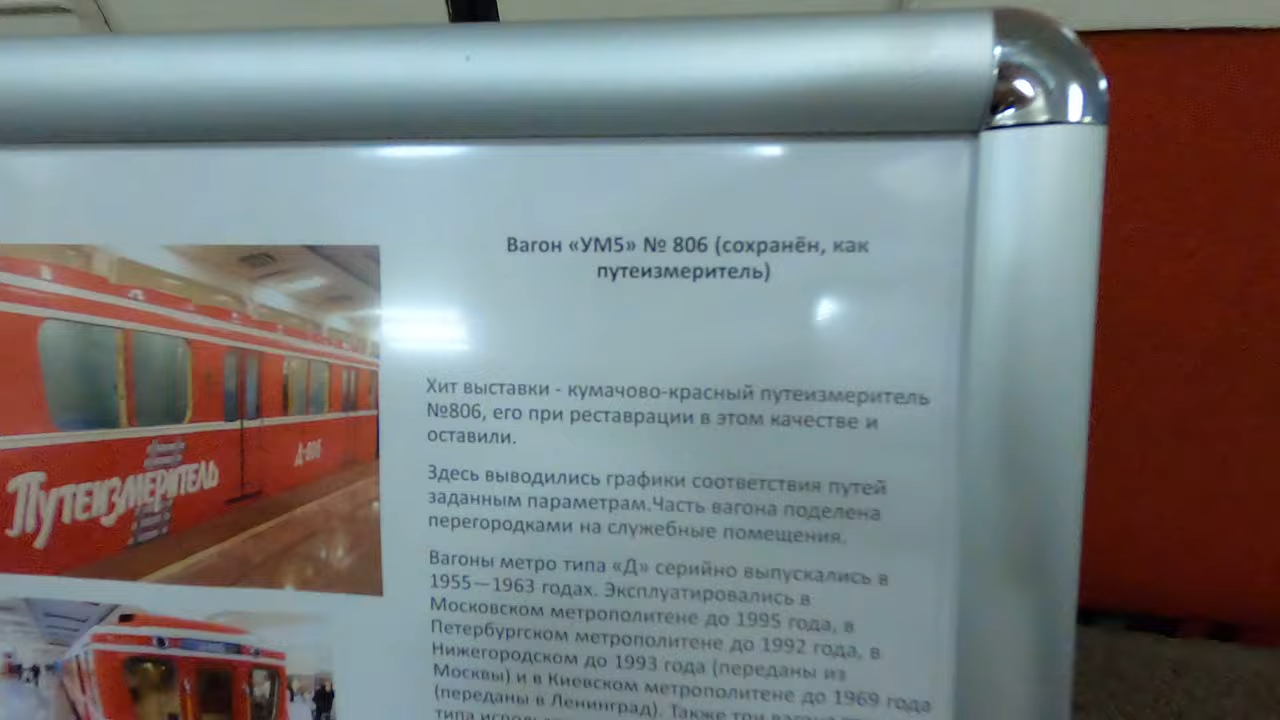 Вагон «УМ5» № 806 (сохранён, как
путеизмеритель)
Хит выставки - кумачово-красный путеизмеритель
№806, его при реставрации в этом качестве и
оставили.
Здесь выводились графики соответствия путей
заданным параметрам.Часть вагона поделена
перегородками на служебные помещения.
Вагоны метро типа «Д» серийно выпускались в
1955—1963 годах. Эксплуатировались в
Московском метрополитене до 1995 года, в
Петербургском метрополитене до 1992 года, в
Нижегородском до 1993 года (переданы из
Москвы) и в Киевском метрополитене до 1969 года
(переданы в Ленинград). Также три
типа
Путеизмеритель
Д-806